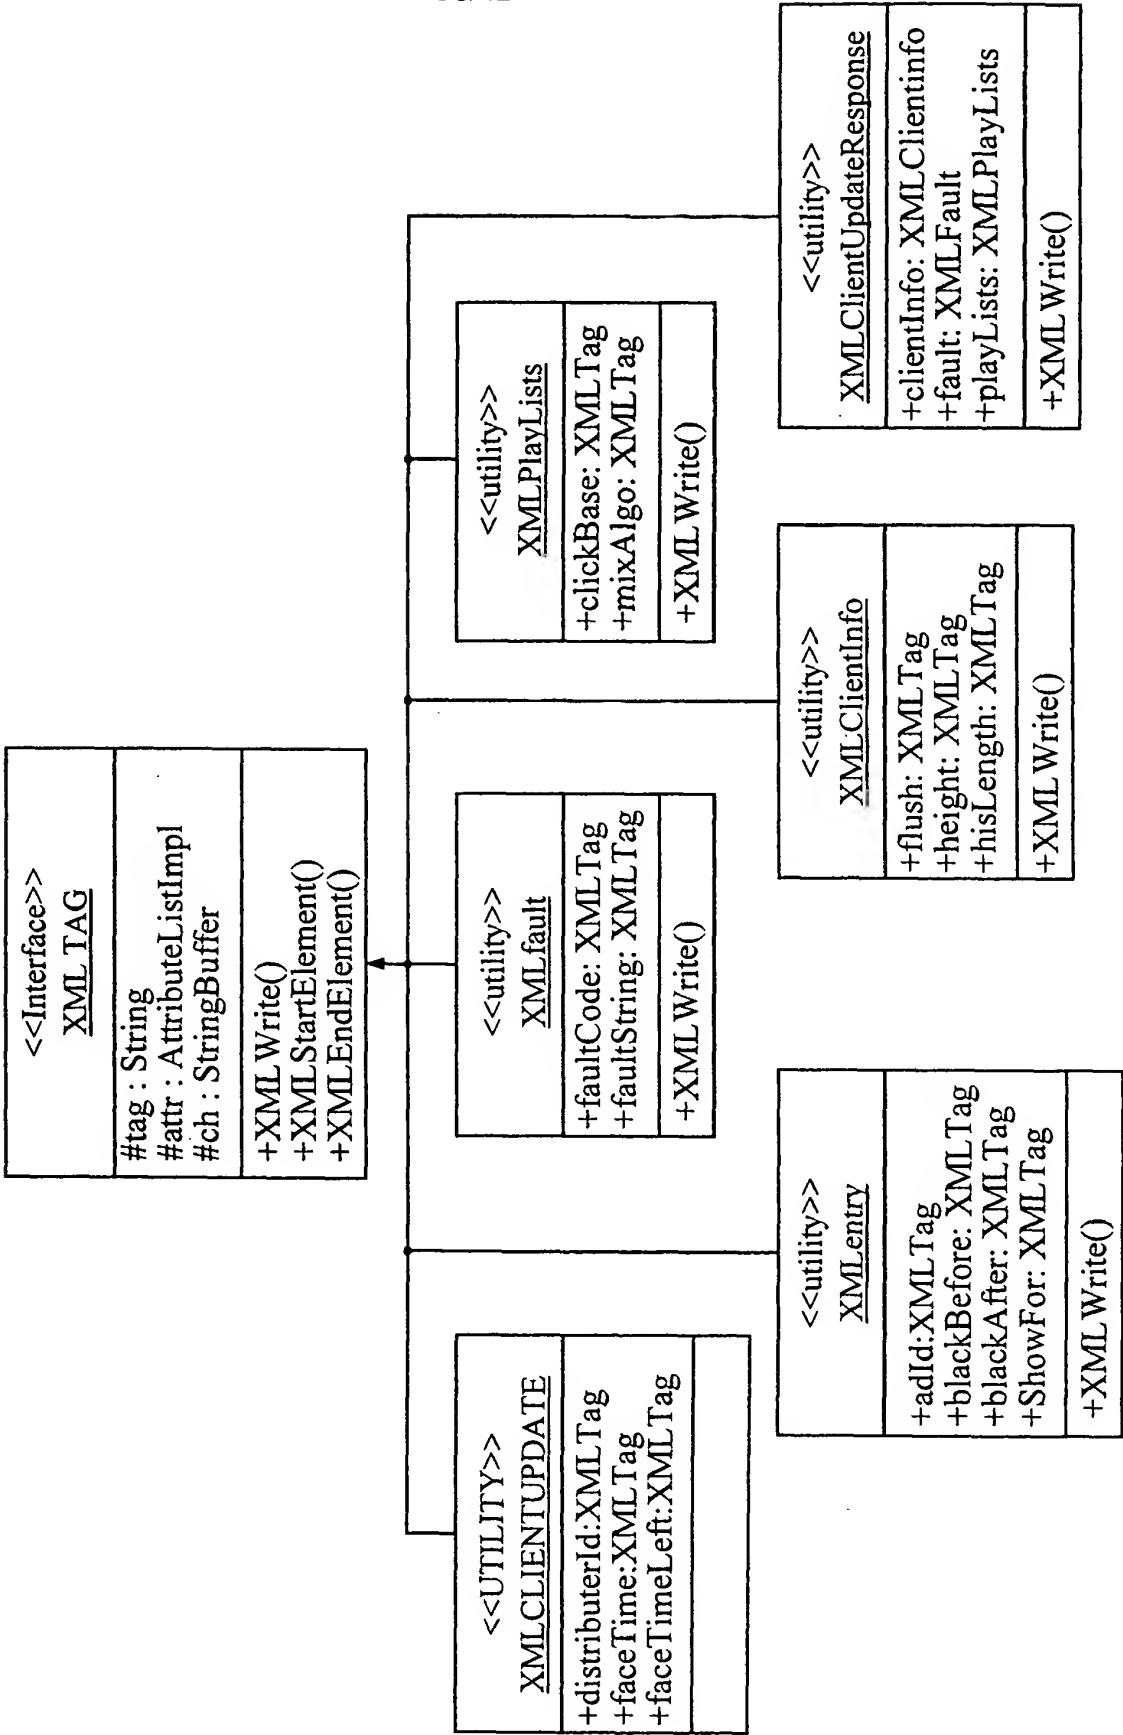 <<Interface>>
XML TAG
#tag : String
#attr : AttributeListImpl
#ch : StringBuffer
+XMLWrite()
+XMLStartElement()
+XMLEndElement()
<<UTILITY>>
XMLCLIENTUPDATE
+distributerId:XMLTag
+faceTime:XMLTag
+faceTimeLeft:XMLTag
<<utility>>
XMLfault
+faultCode: XMLTag
+faultString: XMLTag
+XMLWrite()
<<utility>>
XMLPlayLists
+clickBase: XMLTag
+mixAlgo: XMLTag
+XMLWrite()
<<utility>>
XMLentry
+adId:XMLTag
+blackBefore: XMLTag
+blackAfter: XMLTag
+ShowFor: XMLTag
+XMLWrite()
<<utility>>
XMLClientInfo
+flush: XMLTag
+height: XMLTag
+hisLength: XMLTag
+XMLWrite()
<<utility>>
XMLClientUpdateResponse
+clientInfo: XMLClientinfo
+fault: XMLFault
+playLists: XMLPlayLists
+XMLWrite()